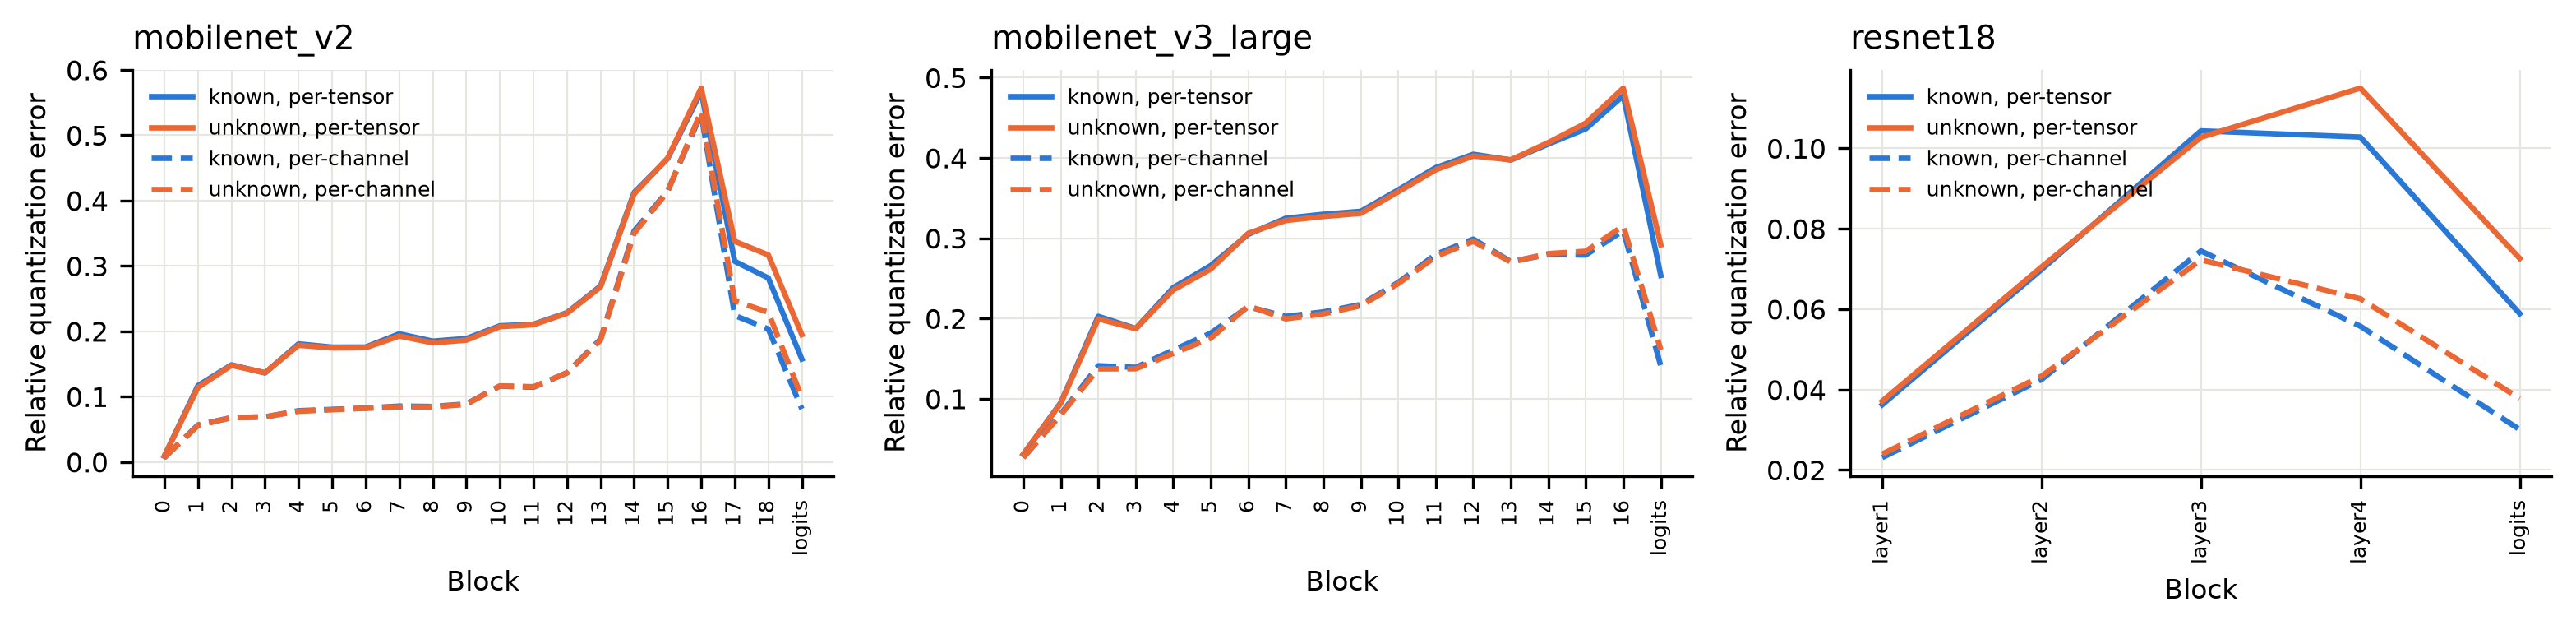 mobilenet_v2
Relative quantization error
0.6
0.5
0.4
0.3
0.2
0.1
0.0
known, per-tensor
unknown, per-tensor
known, per-channel
unknown, per-channel
0 1 2 3 4 5 6 7 8 9 10 11 12 13 14 15 16 17 18 logits
Block
mobilenet_v3_large
Relative quantization error
0.5
0.4
0.3
0.2
0.1
known, per-tensor
unknown, per-tensor
known, per-channel
unknown, per-channel
0 1 2 3 4 5 6 7 8 9 10 11 12 13 14 15 16 logits
Block
resnet18
Relative quantization error
0.10
0.08
0.06
0.04
0.02
known, per-tensor
unknown, per-tensor
known, per-channel
unknown, per-channel
layer1 layer2 layer3 layer4 logits
Block